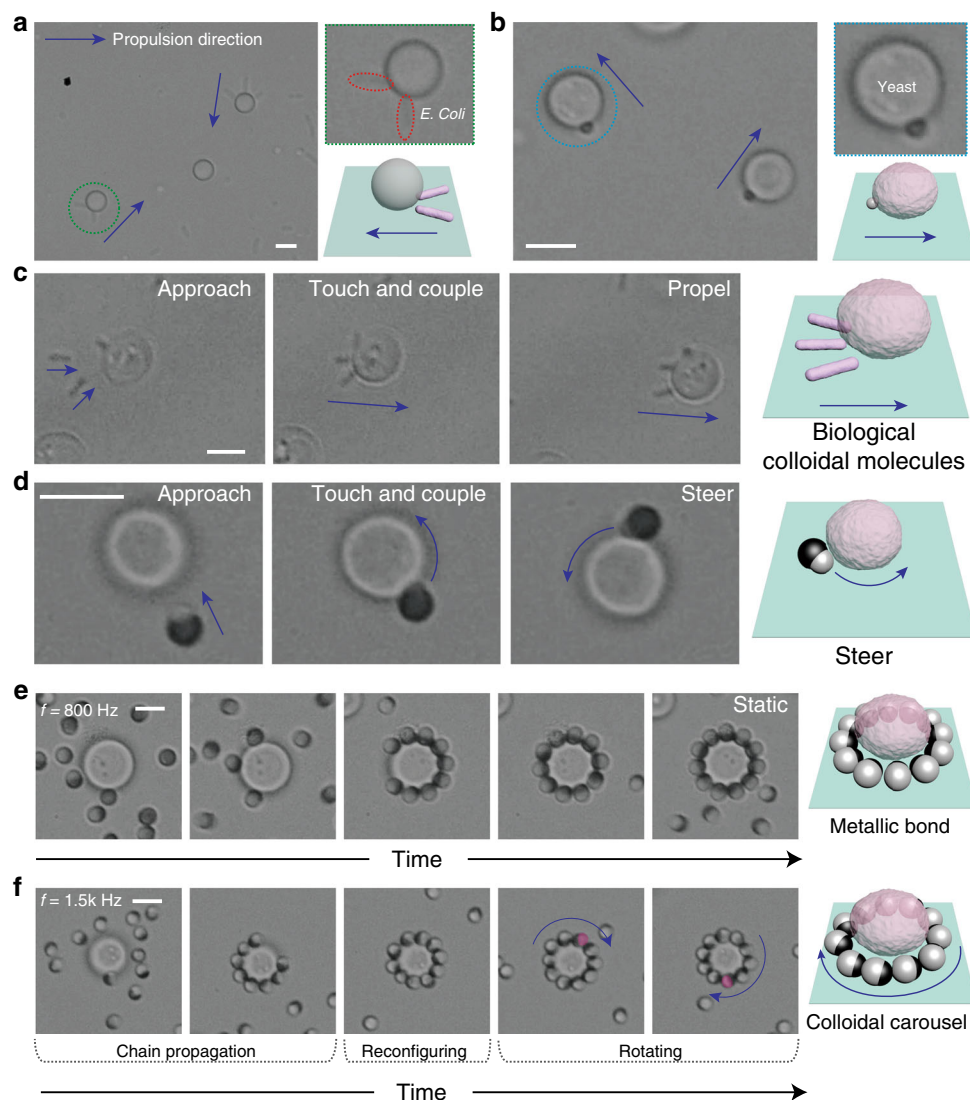 a
Propulsion direction
E. Coli
b
Yeast
c
Approach
Touch and couple
Propel
Biological
colloidal molecules
d
Approach
Touch and couple
Steer
Steer
e
f = 800 Hz
Static
Metallic bond
Time
f
f = 1.5k Hz
Colloidal carousel
Chain propagation
Reconfiguring
Rotating
Time